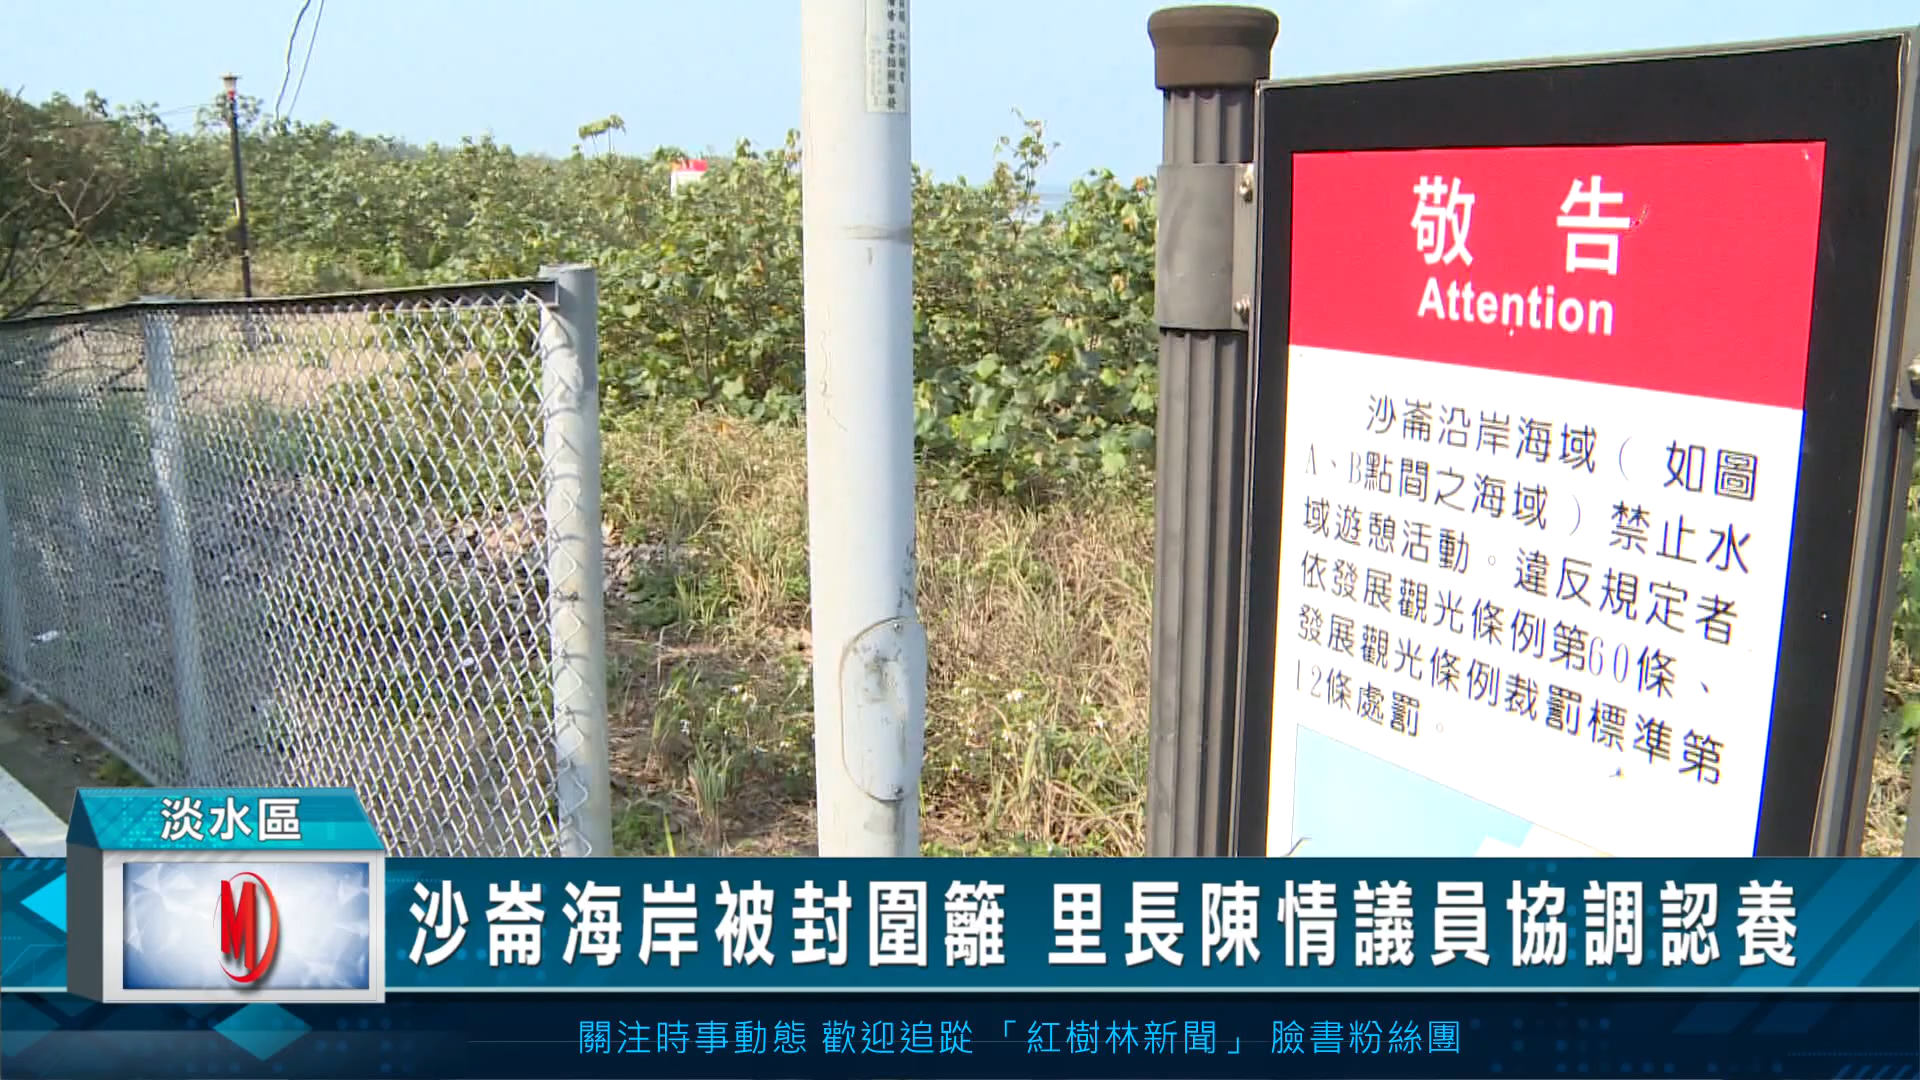 敬告
Attention
沙崙沿岸海域（如圖
A、B點間之海域）禁止水
域遊憩活動。違反規定者
依發展觀光條例第60條、
發展觀光條例裁罰標準第
12條處罰。
淡水區
M
沙崙海岸被封圍籬 里長陳情議員協調認養
關注時事動態 歡迎追蹤「紅樹林新聞」臉書粉絲團